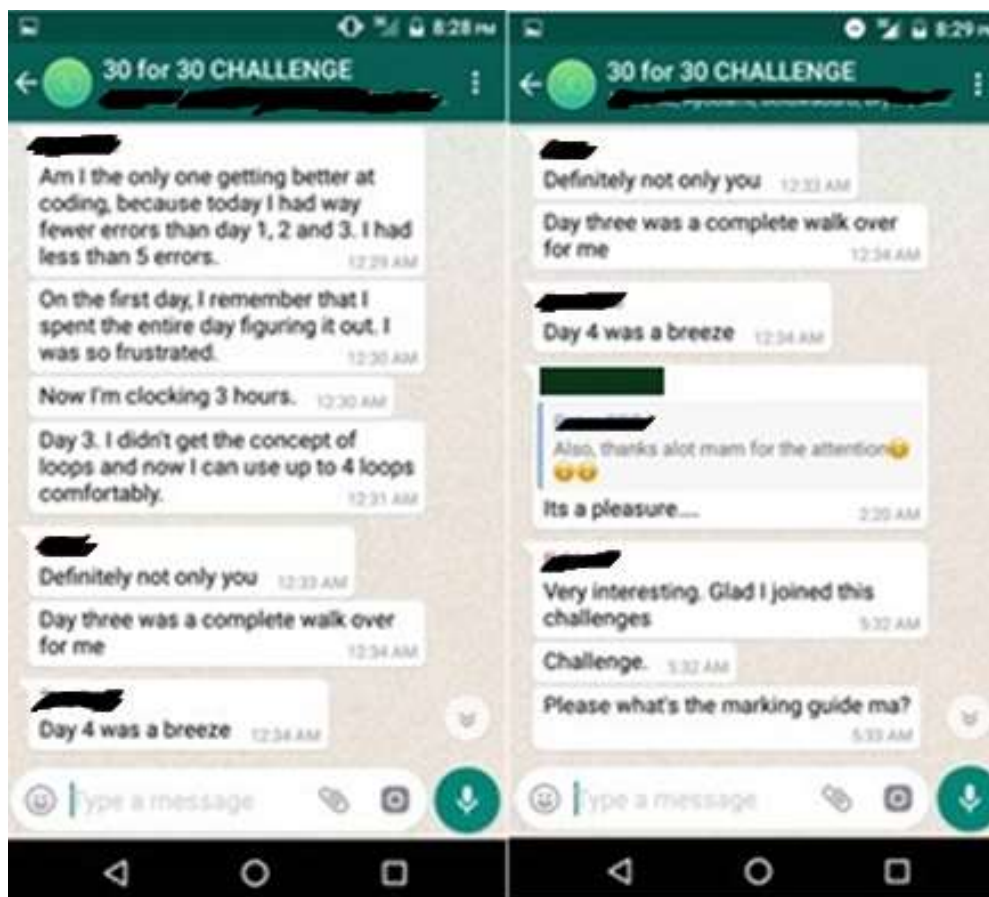 8:28 PM
30 for 30 CHALLENGE
Am I the only one getting better at
coding, because today I had way
fewer errors than day 1, 2 and 3. I had
less than 5 errors.
12:29 AM
On the first day, I remember that I
spent the entire day figuring it out. I
was so frustrated.
12:30 AM
Now I'm clocking 3 hours. 12:30 AM
Day 3. I didn't get the concept of
loops and now I can use up to 4 loops
comfortably.
12:31 AM
Definitely not only you 12:33 AM
Day three was a complete walk over
for me
12:34 AM
Day 4 was a breeze 12:34 AM
Type a message
8:29
30 for 30 CHALLENGE
Definitely not only you 12:33 AM
Day three was a complete walk over
for me
12:34 AM
Day 4 was a breeze 12:34 AM
Also, thanks alot mam for the attention😊
😊😊
Its a pleasure....
2:20 AM
Very interesting. Glad I joined this
challenges
5:32 AM
Challenge. 5:32 AM
Please what's the marking guide ma?
5:33 AM
Type a message